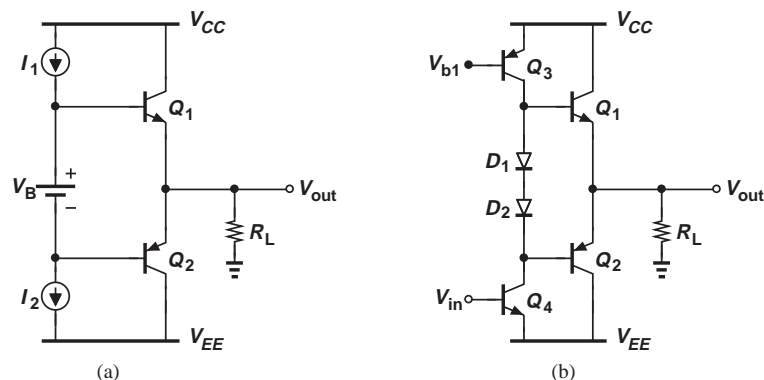 V_CC
I_1
Q_1
V_B
+
−
V_out
R_L
Q_2
I_2
V_EE
(a)
V_CC
V_b1
Q_3
Q_1
D_1
D_2
V_out
R_L
Q_2
V_in
Q_4
V_EE
(b)